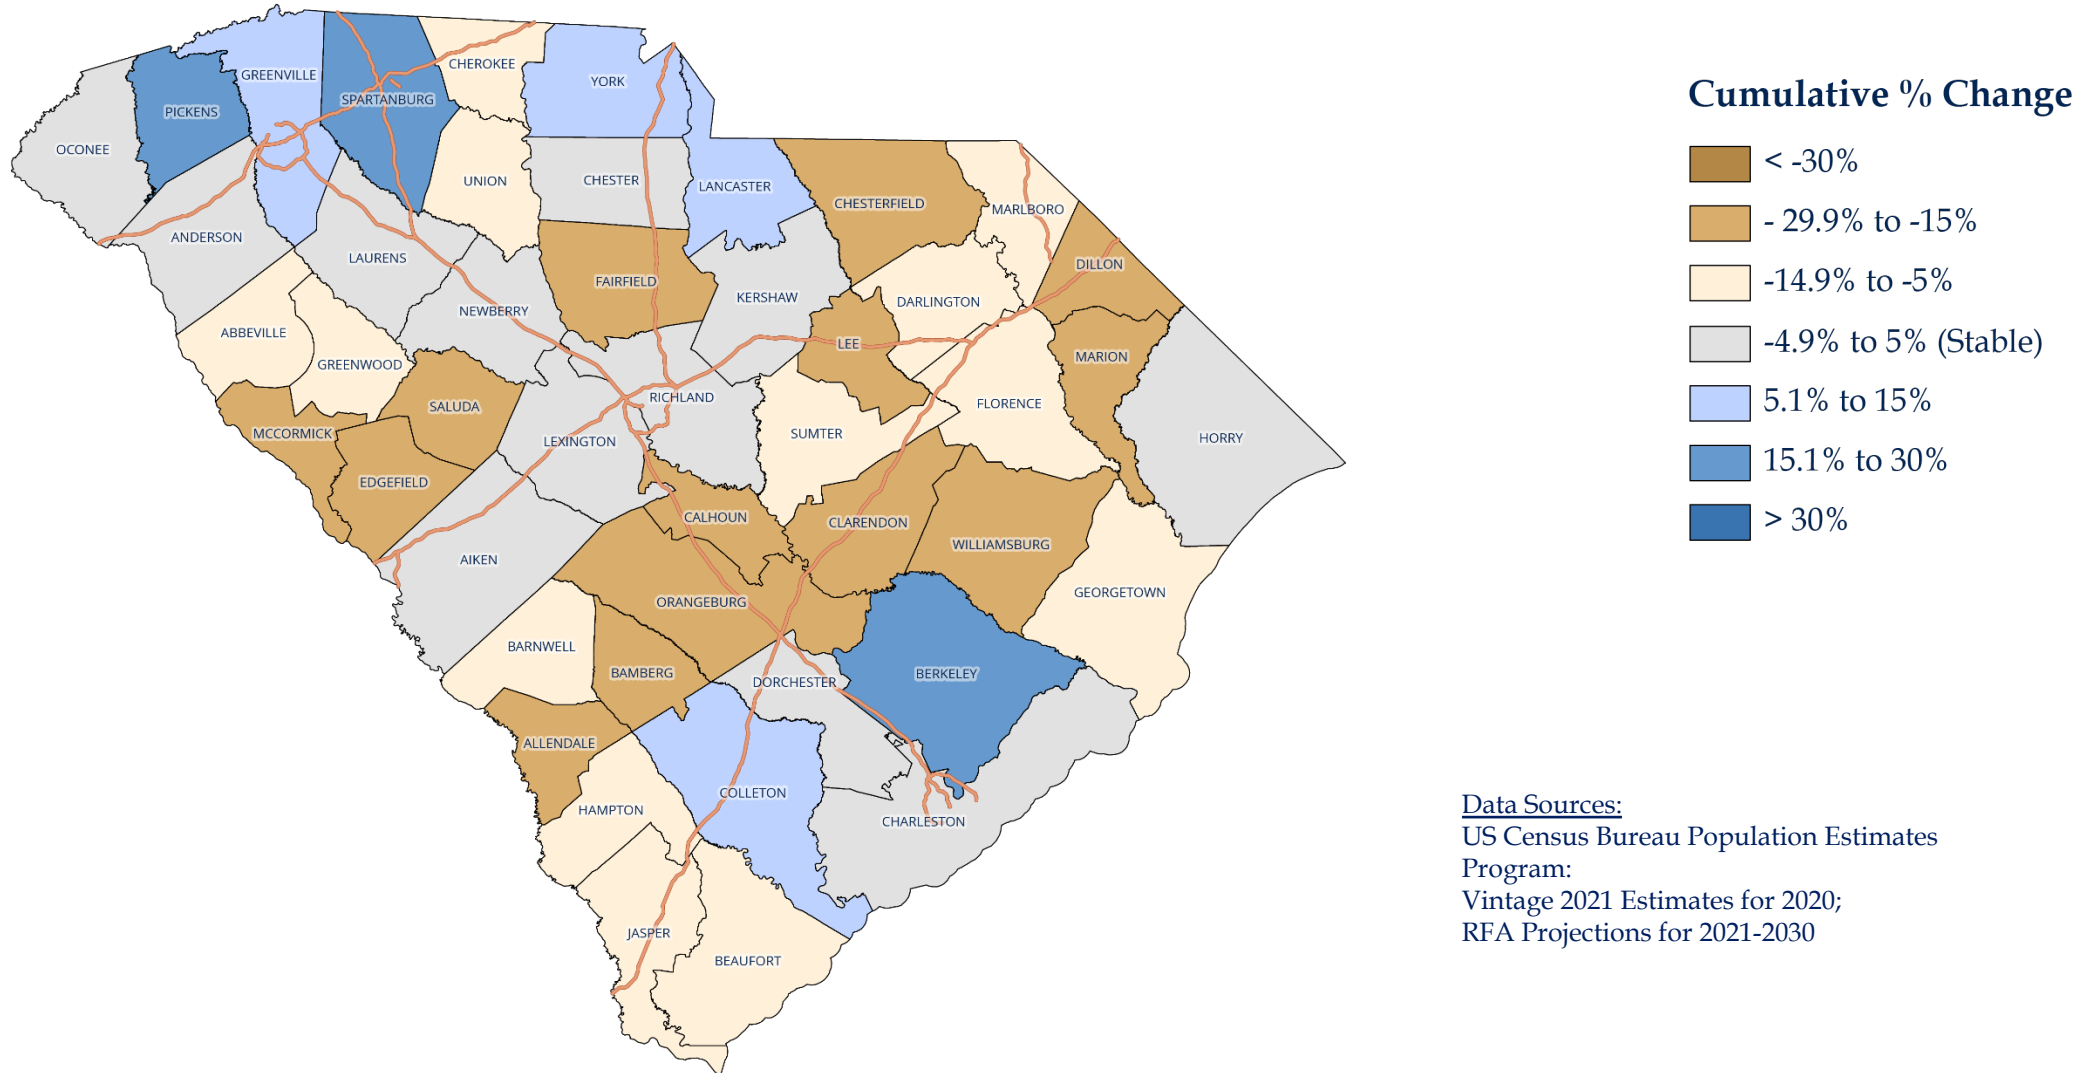 CHEROKEE
GREENVILLE
YORK
SPARTANBURG
PICKENS
OCONEE
UNION
CHESTER
LANCASTER
CHESTERFIELD
MARLBORO
ANDERSON
LAURENS
DILLON
FAIRFIELD
KERSHAW
DARLINGTON
NEWBERRY
ABBEVILLE
LEE
MARION
GREENWOOD
RICHLAND
SALUDA
FLORENCE
MCCORMICK
LEXINGTON
SUMTER
HORRY
EDGEFIELD
CALHOUN
CLARENDON
WILLIAMSBURG
AIKEN
GEORGETOWN
ORANGEBURG
BARNWELL
BAMBERG
BERKELEY
DORCHESTER
ALLENDALE
COLLETON
HAMPTON
CHARLESTON
JASPER
BEAUFORT
Cumulative % Change
< -30%
- 29.9% to -15%
-14.9% to -5%
-4.9% to 5% (Stable)
5.1% to 15%
15.1% to 30%
> 30%
Data Sources:
US Census Bureau Population Estimates
Program:
Vintage 2021 Estimates for 2020;
RFA Projections for 2021-2030